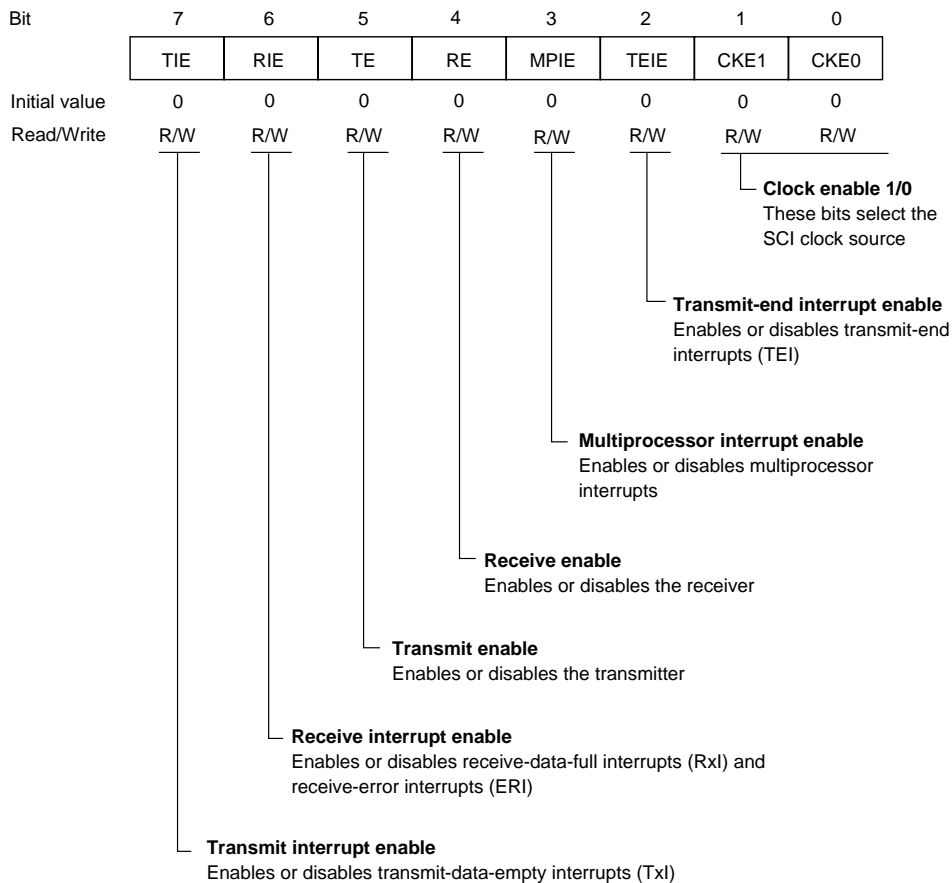 Bit 7 6 5 4 3 2 1 0
TIE RIE TE RE MPIE TEIE CKE1 CKE0
Initial value 0 0 0 0 0 0 0 0
Read/Write R/W R/W R/W R/W R/W R/W R/W R/W
Clock enable 1/0
These bits select the
SCI clock source
Transmit-end interrupt enable
Enables or disables transmit-end
interrupts (TEI)
Multiprocessor interrupt enable
Enables or disables multiprocessor
interrupts
Receive enable
Enables or disables the receiver
Transmit enable
Enables or disables the transmitter
Receive interrupt enable
Enables or disables receive-data-full interrupts (RxI) and
receive-error interrupts (ERI)
Transmit interrupt enable
Enables or disables transmit-data-empty interrupts (TxI)